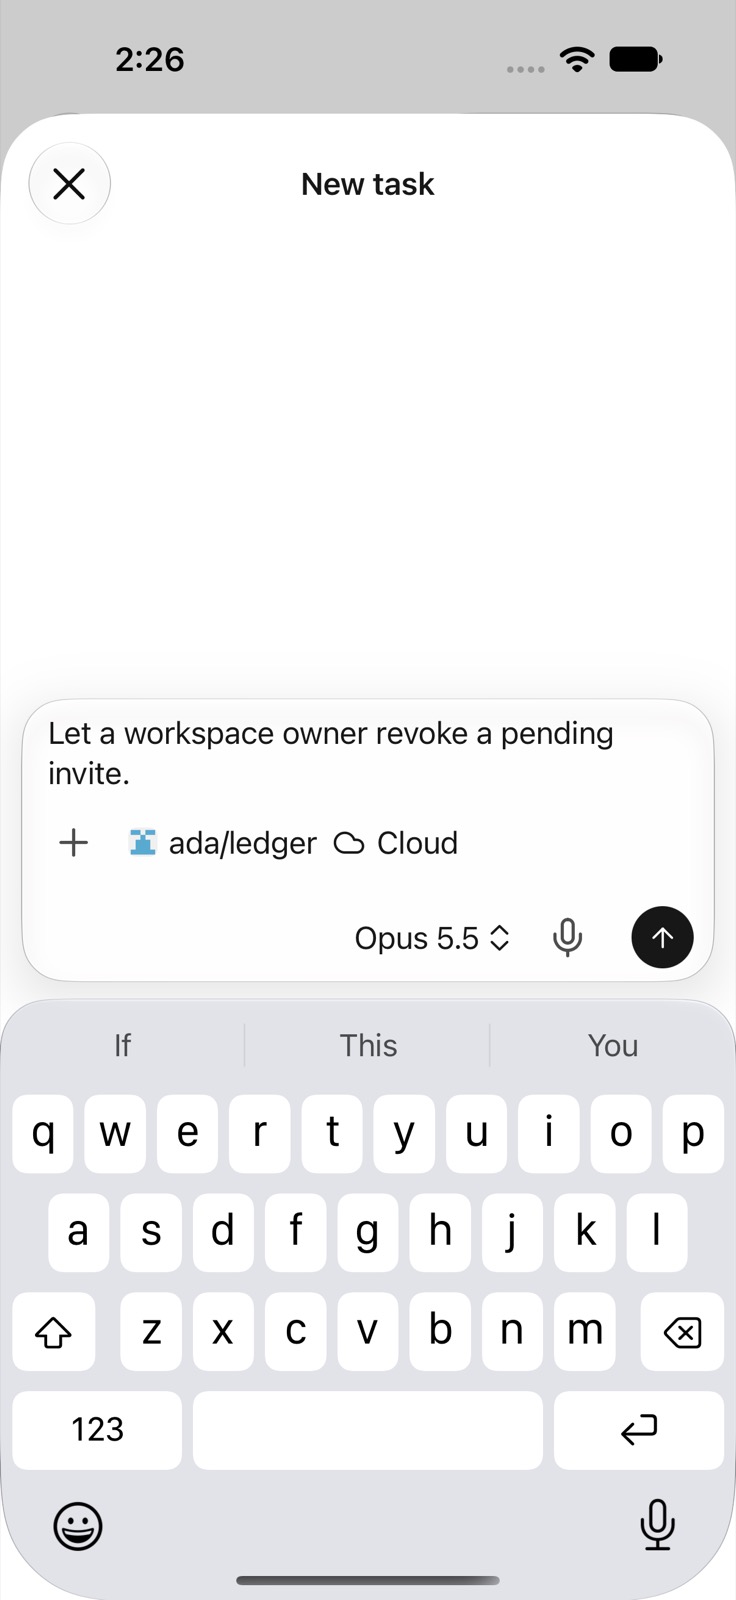 2:26
New task
Let a workspace owner revoke a pending
invite.
ada/ledger Cloud
Opus 5.5
If This You
q w e r t y u i o p
a s d f g h j k l
z x c v b n m
123